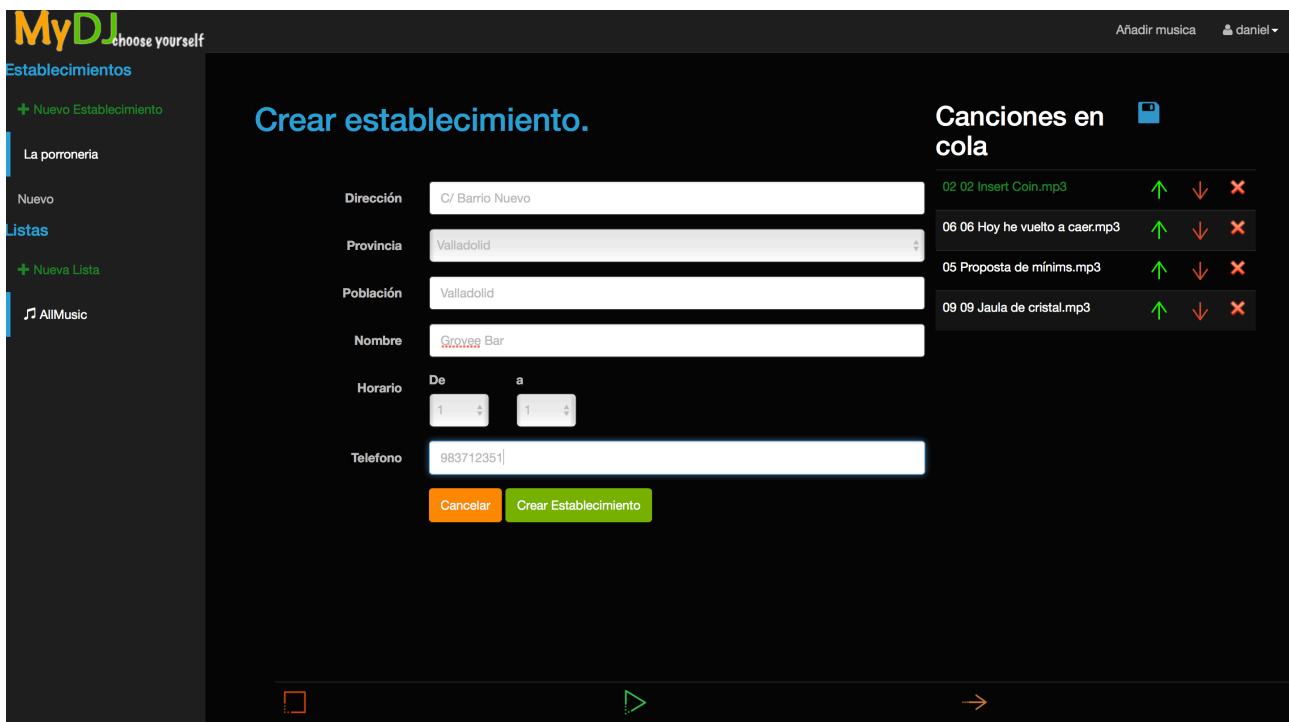 MyDJ choose yourself
Añadir musica
daniel
Establecimientos
Nuevo Establecimiento
La porroneria
Nuevo
Listas
Nueva Lista
AllMusic
Crear establecimiento.
Dirección
C/ Barrio Nuevo
Provincia
Valladolid
Población
Valladolid
Nombre
Grovee Bar
Horario
De
a
1
1
Telefono
983712351
Cancelar
Crear Establecimiento
Canciones en
cola
02 02 Insert Coin.mp3
06 06 Hoy he vuelto a caer.mp3
05 Proposta de mínims.mp3
09 09 Jaula de cristal.mp3